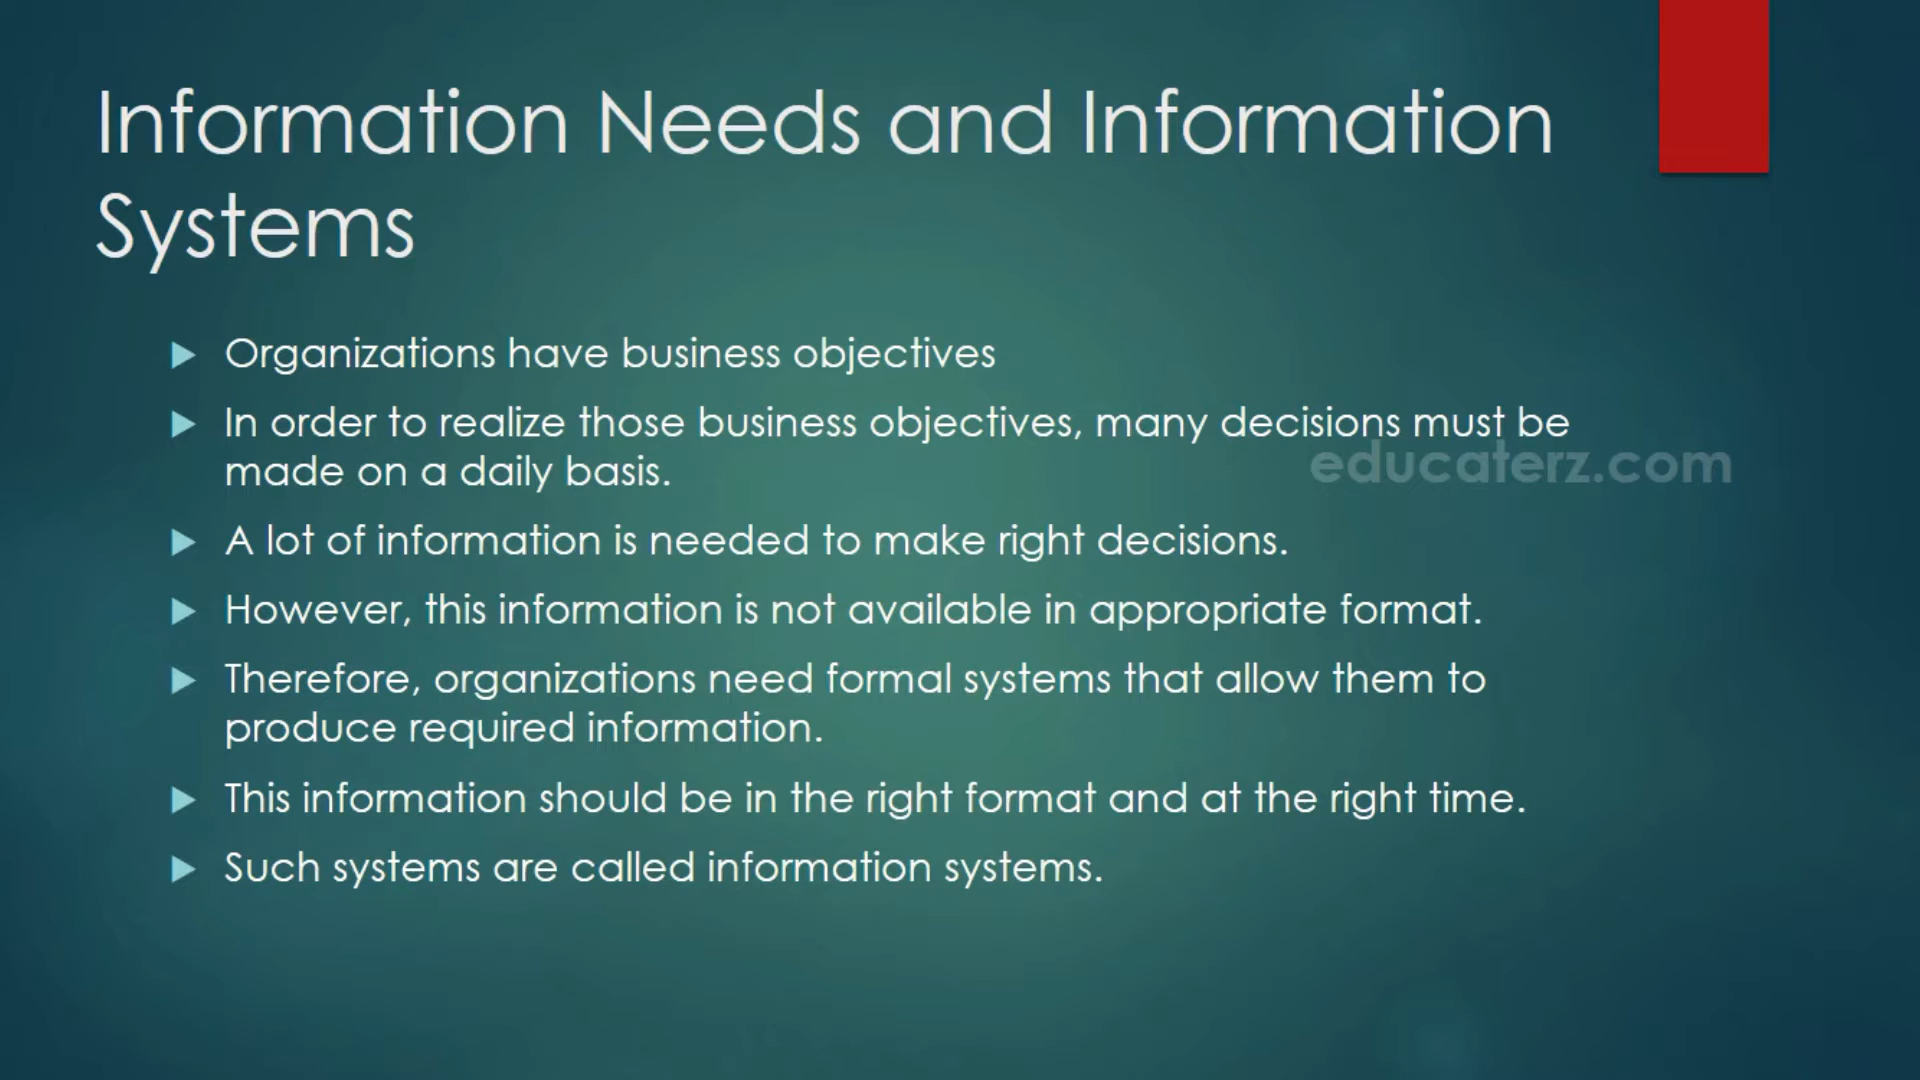 Information Needs and Information
Systems
Organizations have business objectives
In order to realize those business objectives, many decisions must be
made on a daily basis.
educaterz.com
A lot of information is needed to make right decisions.
However, this information is not available in appropriate format.
Therefore, organizations need formal systems that allow them to
produce required information.
This information should be in the right format and at the right time.
Such systems are called information systems.